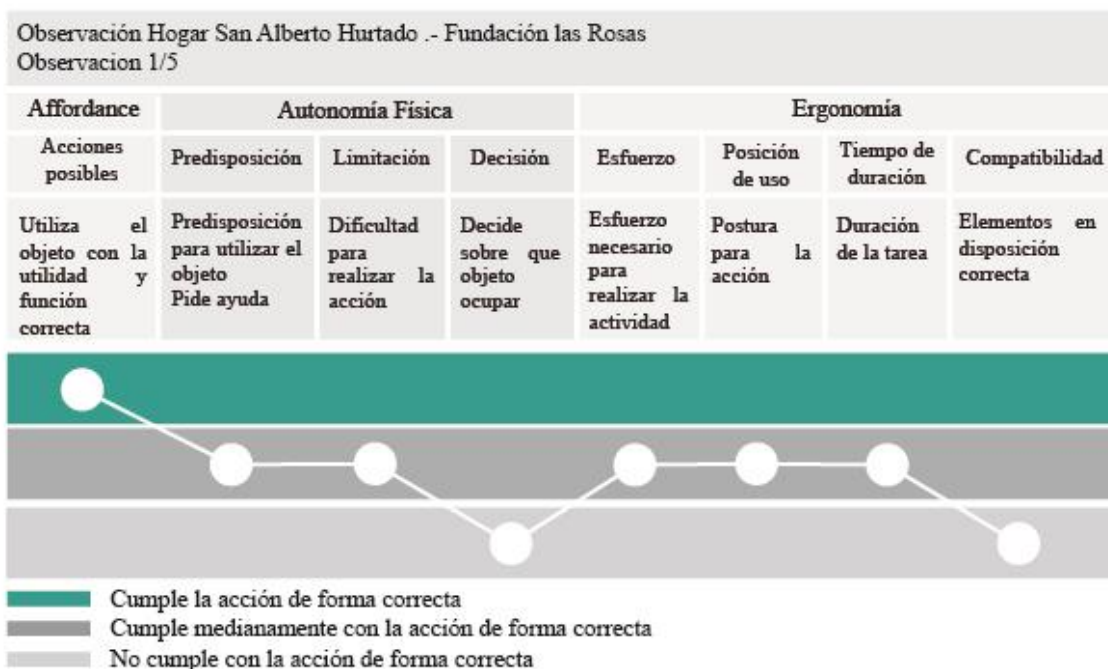 Observación Hogar San Alberto Hurtado .- Fundación las Rosas
Observacion 1/5
Affordance
Autonomía Física
Ergonomía
Acciones
posibles
Predisposición
Limitación
Decisión
Esfuerzo
Posición
de uso
Tiempo de
duración
Compatibilidad
Utiliza el
objeto con la
utilidad y
función
correcta
Predisposición
para utilizar el
objeto
Pide ayuda
Dificultad
para
realizar la
acción
Decide
sobre que
objeto
ocupar
Esfuerzo
necesario
para
realizar la
actividad
Postura
para la
acción
Duración
de la tarea
Elementos en
disposición
correcta
Cumple la acción de forma correcta
Cumple medianamente con la acción de forma correcta
No cumple con la acción de forma correcta